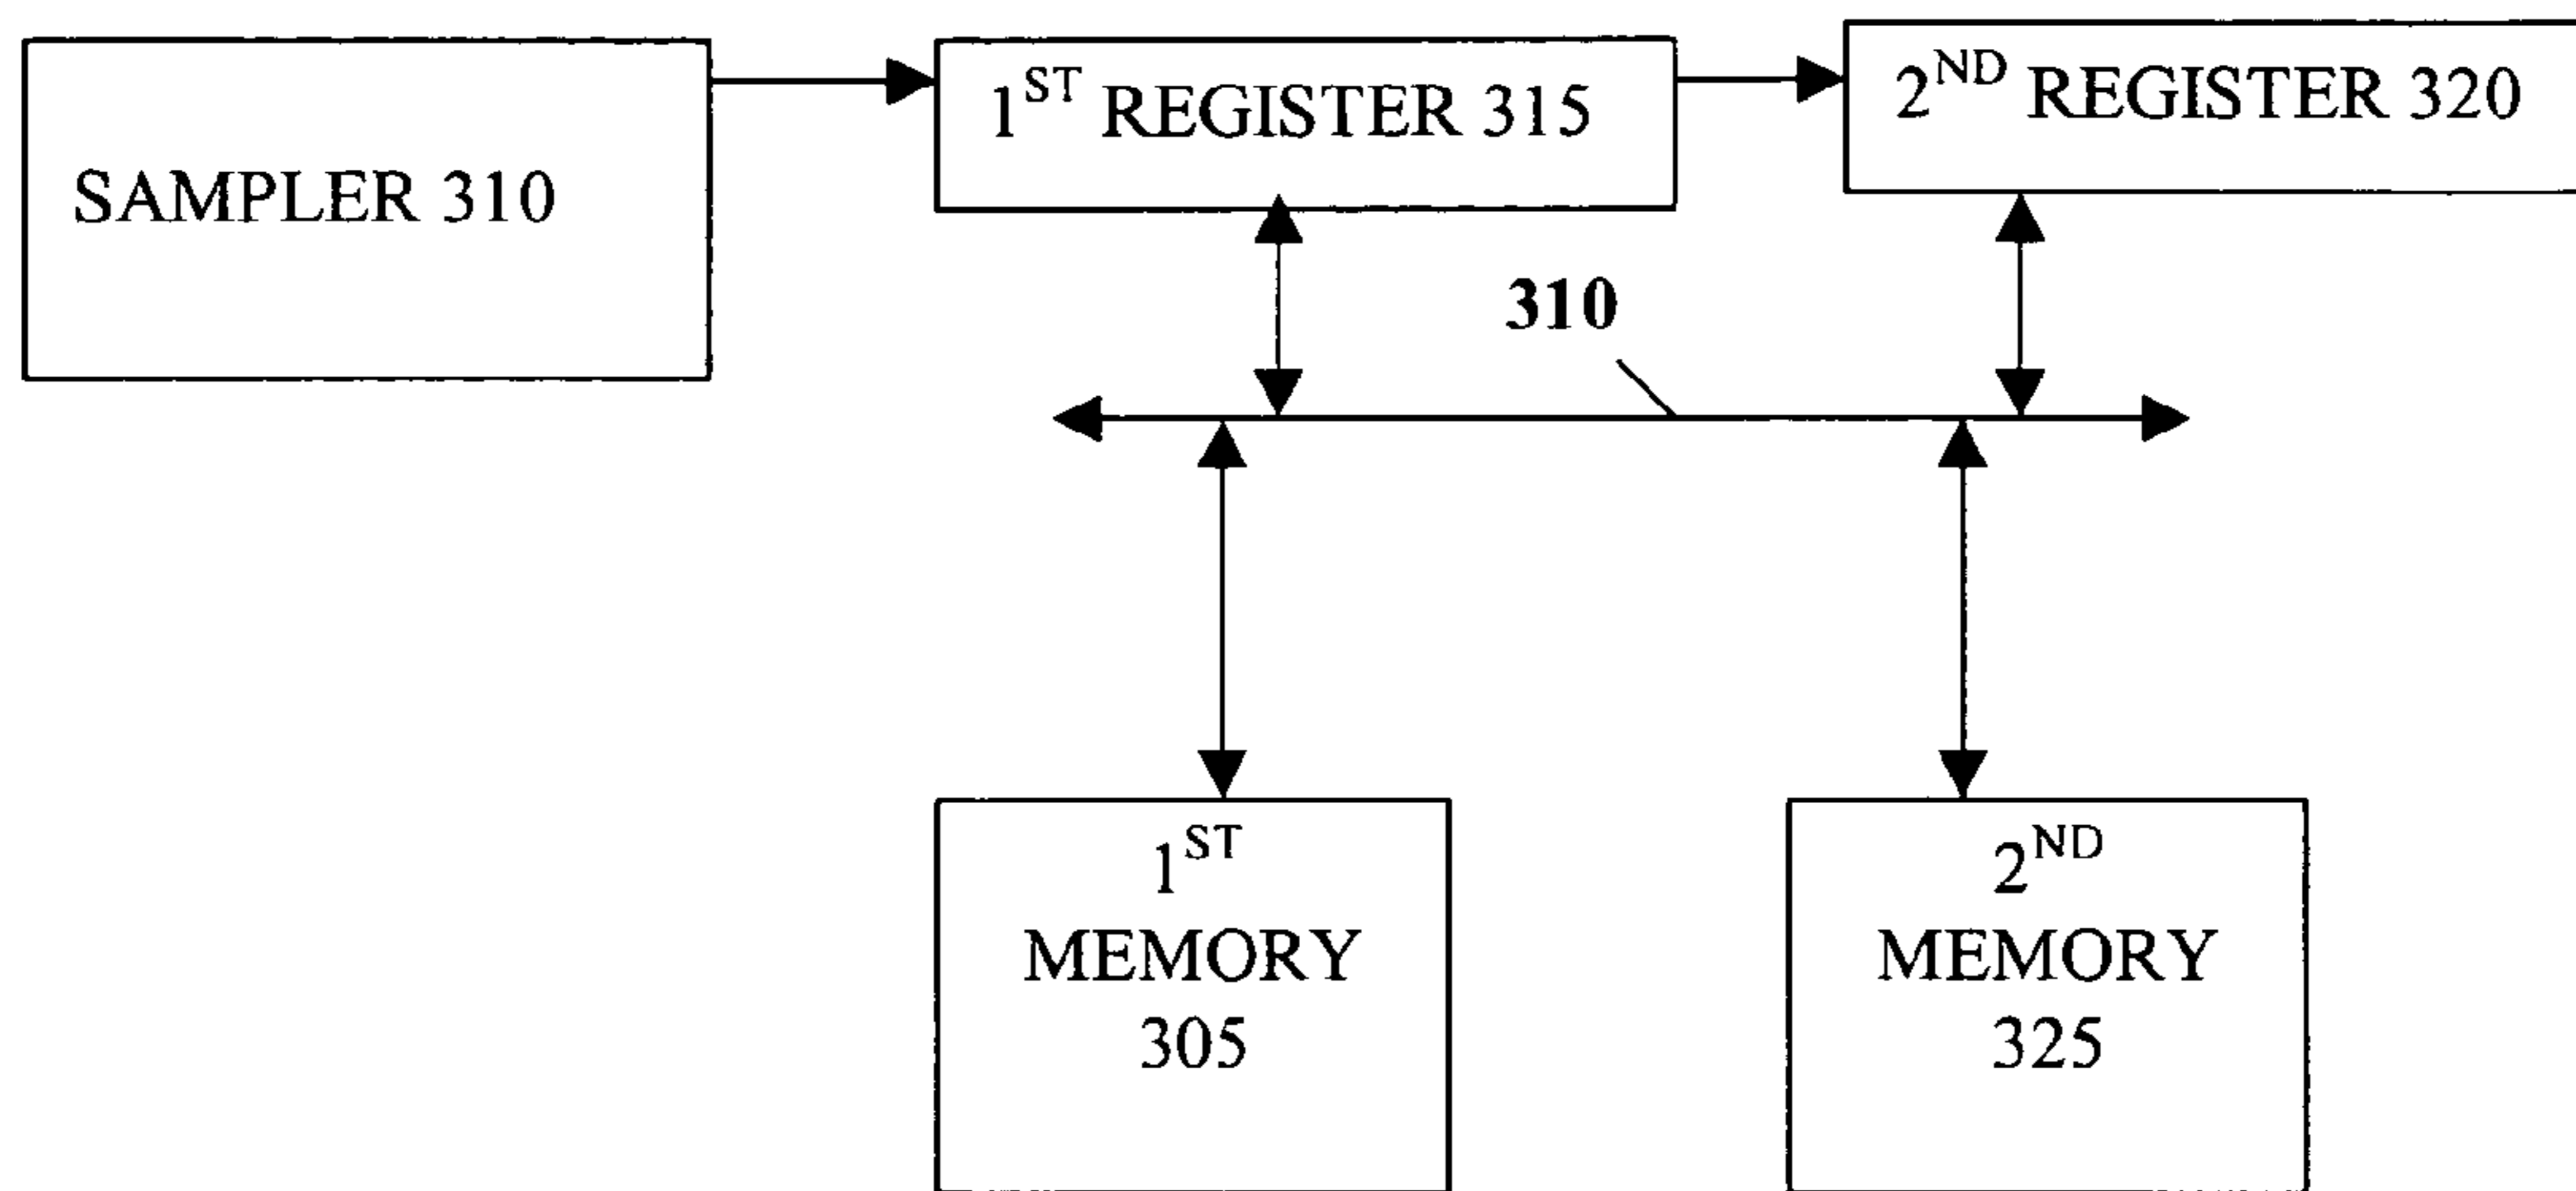 SAMPLER 310
1ST REGISTER 315
2ND REGISTER 320
310
1ST
MEMORY
305
2ND
MEMORY
325